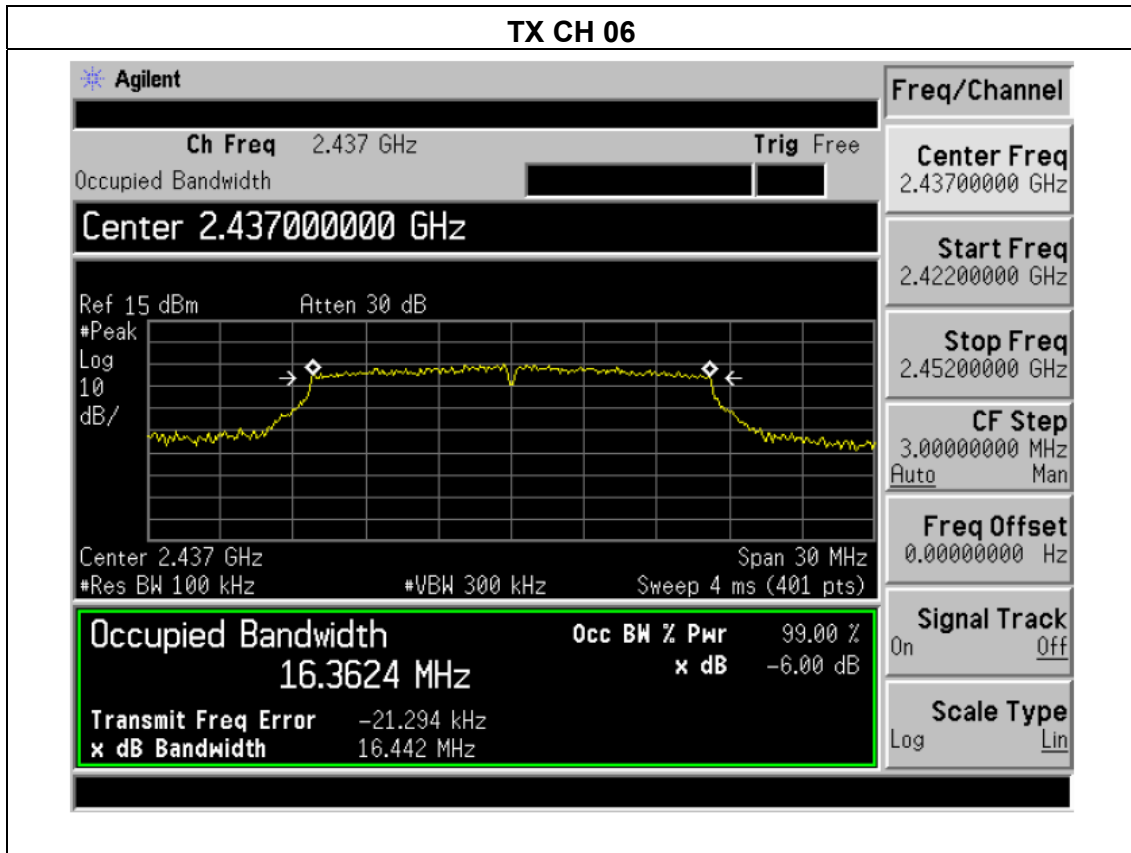 TX CH 06
Agilent
Freq/Channel
Ch Freq 2.437 GHz Trig Free
Occupied Bandwidth
Center 2.437000000 GHz
Ref 15 dBm Atten 30 dB
#Peak
Log
10
dB/
Center 2.437 GHz Span 30 MHz
#Res BW 100 kHz #VBW 300 kHz Sweep 4 ms (401 pts)
Occupied Bandwidth Occ BW % Pwr 99.00 %
16.3624 MHz x dB -6.00 dB
Transmit Freq Error -21.294 kHz
x dB Bandwidth 16.442 MHz
Center Freq
2.43700000 GHz
Start Freq
2.42200000 GHz
Stop Freq
2.45200000 GHz
CF Step
3.00000000 MHz
Auto Man
Freq Offset
0.00000000 Hz
Signal Track
On Off
Scale Type
Log Lin